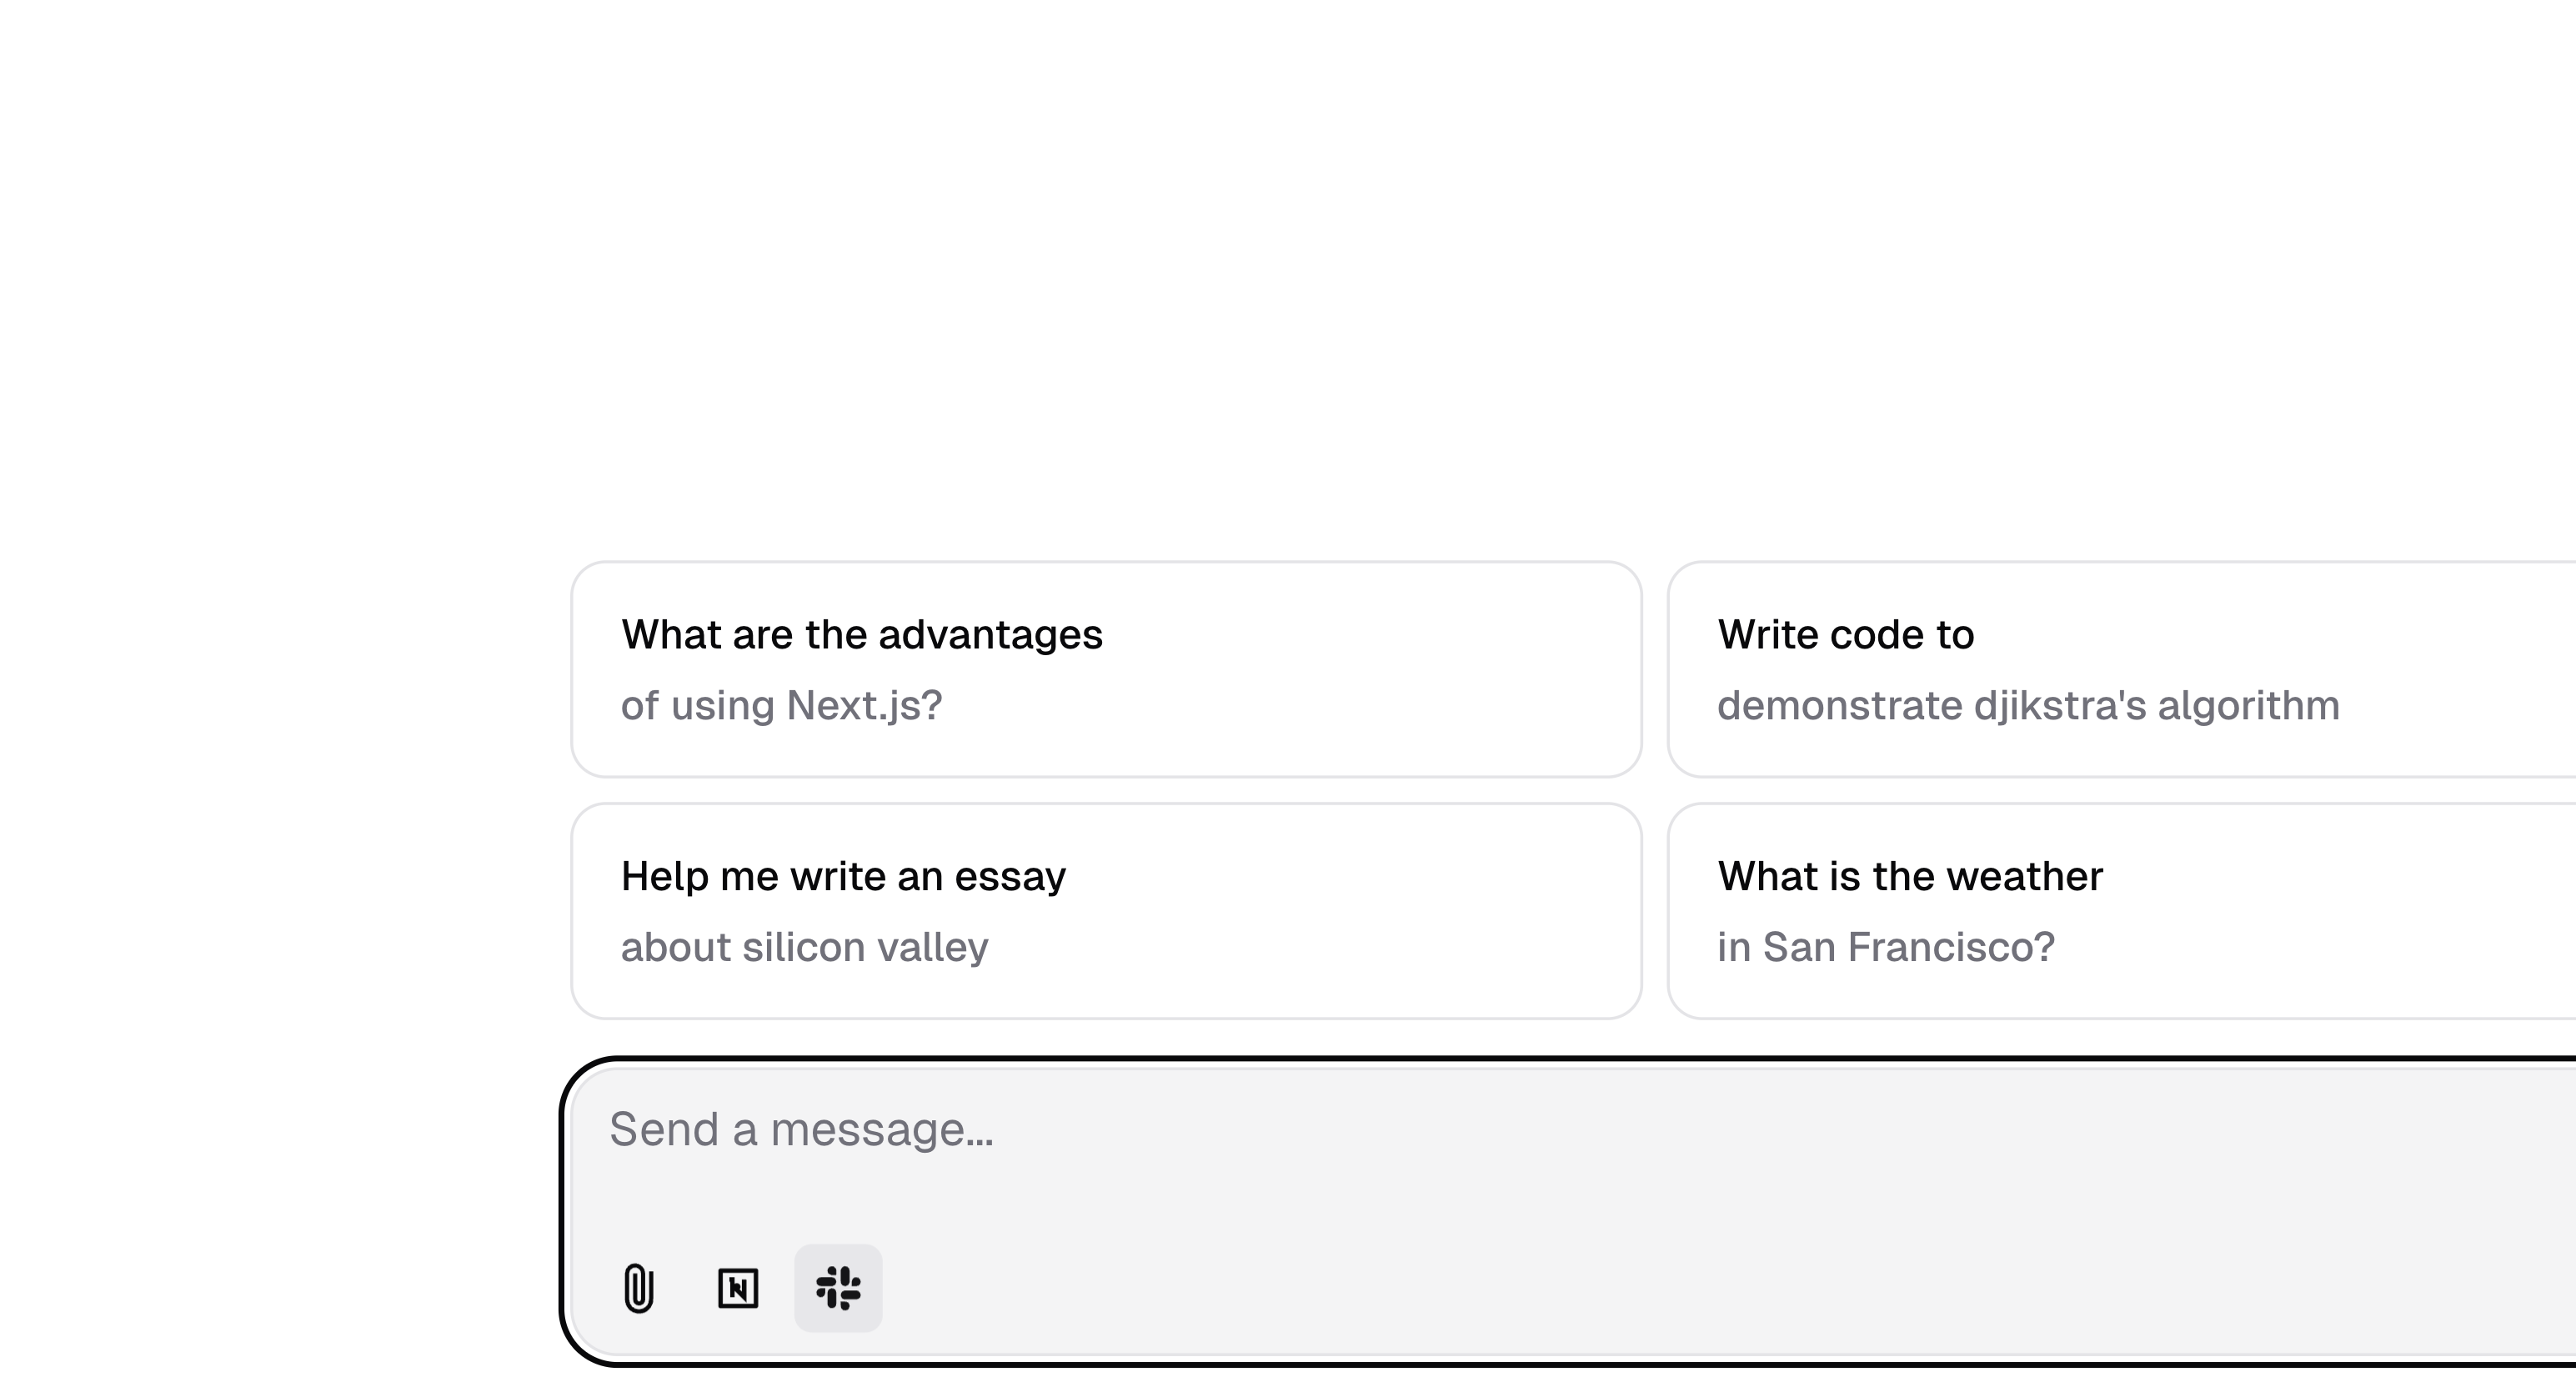 What are the advantages
of using Next.js?
Write code to
demonstrate djikstra's algorithm
Help me write an essay
about silicon valley
What is the weather
in San Francisco?
Send a message...